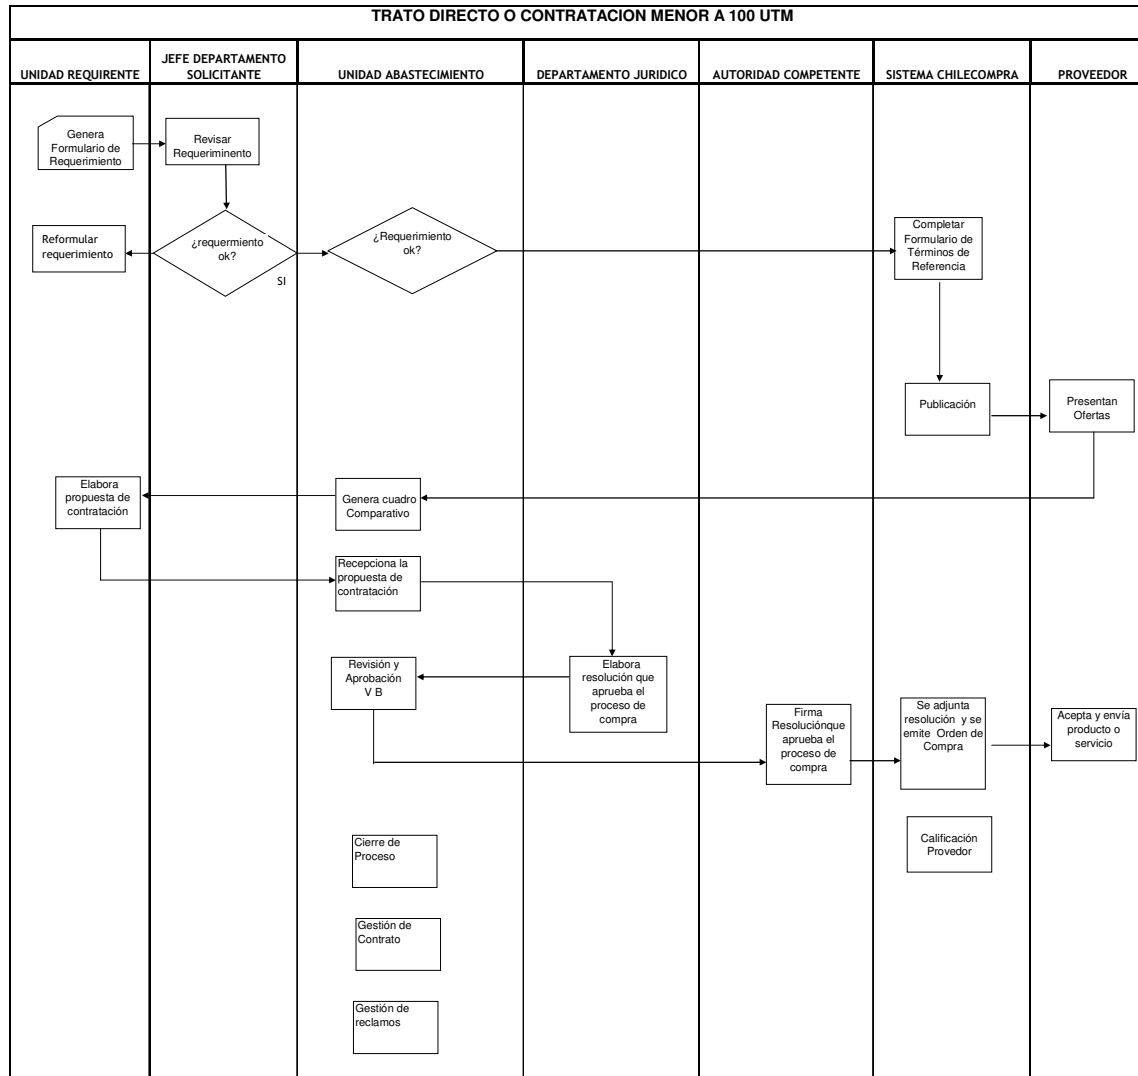 TRATO DIRECTO O CONTRATACION MENOR A 100 UTM
UNIDAD REQUIRENTE
JEFE DEPARTAMENTO
SOLICITANTE
UNIDAD ABASTECIMIENTO
DEPARTAMENTO JURIDICO
AUTORIDAD COMPETENTE
SISTEMA CHILECOMPRA
PROVEEDOR
Genera
Formulario de
Requerimiento
Revisar
Requeriminento
Reformular
requerimiento
¿requermiento
ok?
SI
¿Requerimiento
ok?
Completar
Formulario de
Términos de
Referencia
Publicación
Presentan
Ofertas
Elabora
propuesta de
contratación
Genera cuadro
Comparativo
Recepciona la
propuesta de
contratación
Revisión y
Aprobación
V B
Elabora
resolución que
aprueba el
proceso de
compra
Firma
Resoluciónque
aprueba el
proceso de
compra
Se adjunta
resolución y se
emite Orden de
Compra
Acepta y envía
producto o
servicio
Cierre de
Proceso
Calificación
Provedor
Gestión de
Contrato
Gestión de
reclamos